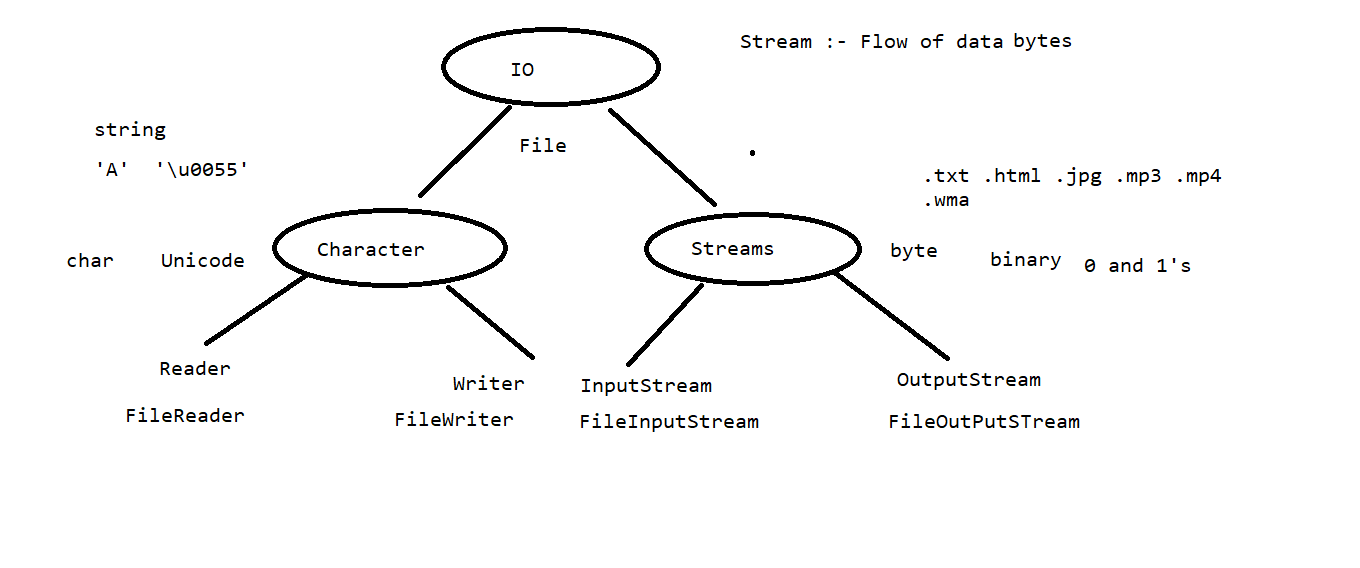 Stream :- Flow of data bytes
IO
string
File
'A' '\u0055'
.txt .html .jpg .mp3 .mp4
.wma
char Unicode
Character
Streams
byte
binary
0 and 1's
Reader
Writer
InputStream
OutputStream
FileReader
FileWriter
FileInputStream
FileOutPutSTream